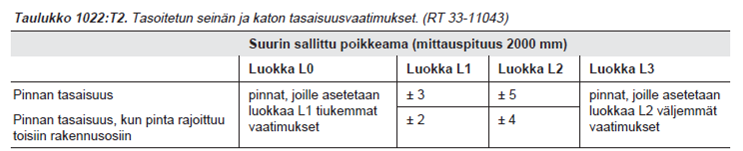 Taulukko 1022:T2. Tasoitetun seinän ja katon tasaisuusvaatimukset. (RT 33-11043)
Suurin sallittu poikkeama (mittauspituus 2000 mm)
Luokka L0 Luokka L1 Luokka L2 Luokka L3
Pinnan tasaisuus pinnat, joille asetetaan ± 3 ± 5 pinnat, joille asetetaan
luokkaa L1 tiukemmat luokkaa L2 väljemmät
Pinnan tasaisuus, kun pinta rajoittuu vaatimukset ± 2 ± 4 vaatimukset
toisiin rakennusosiin